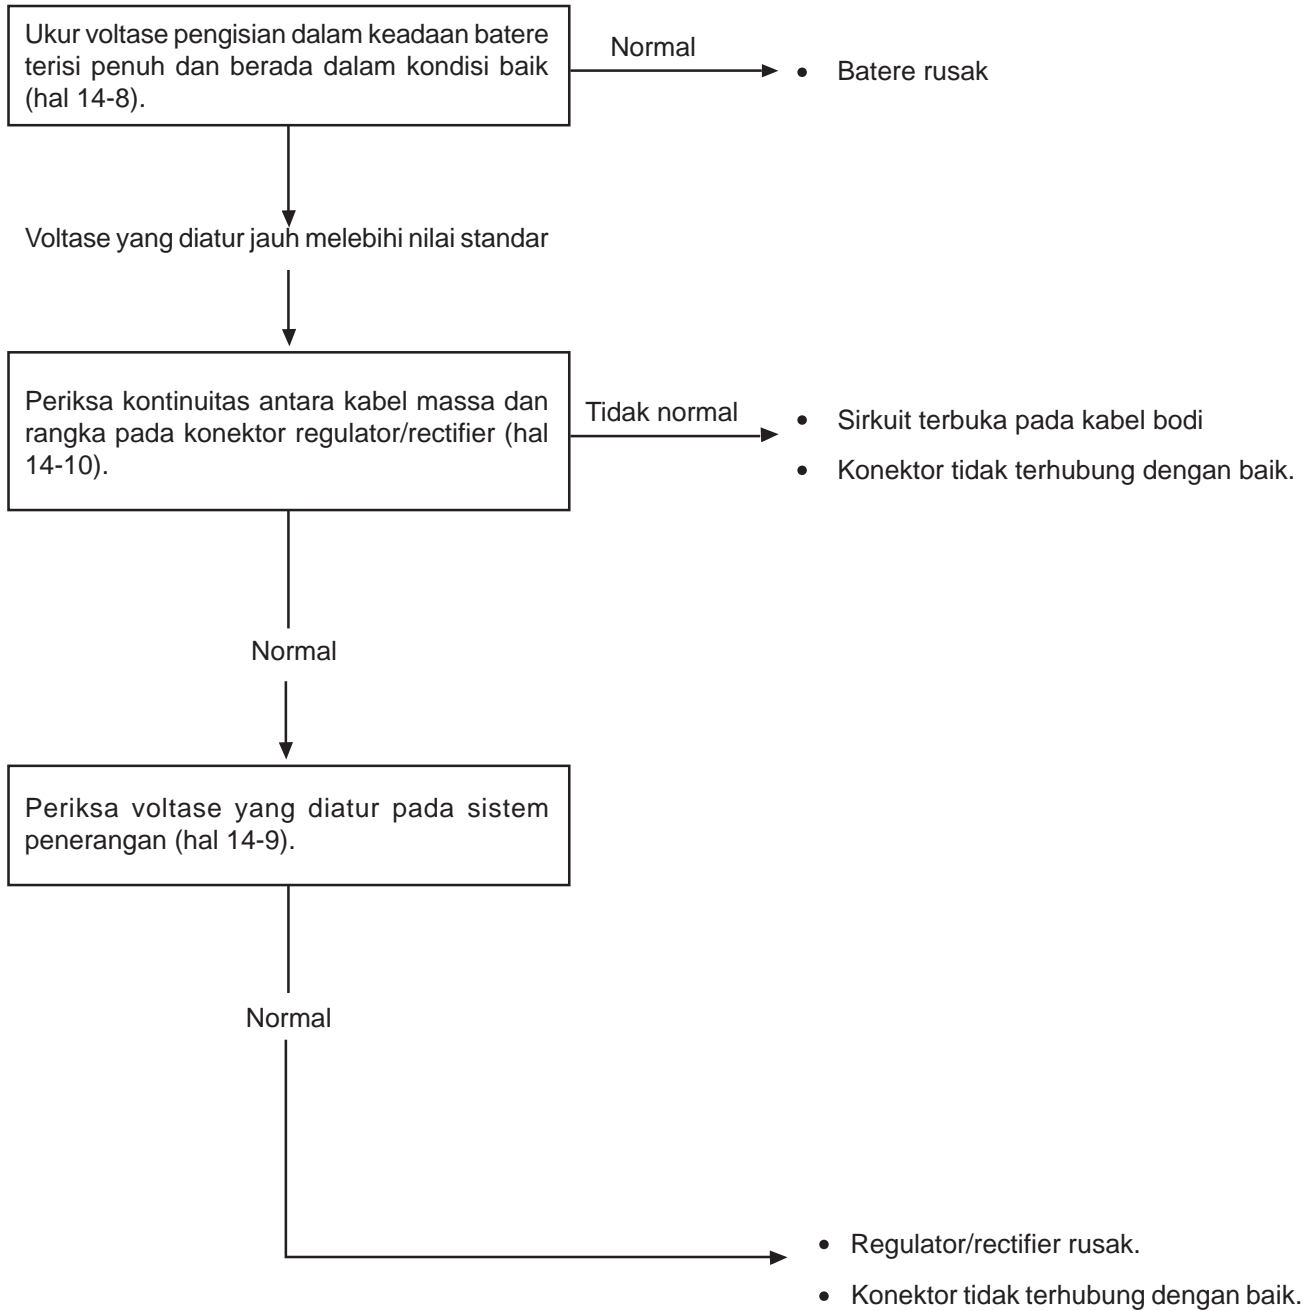 Ukur voltase pengisian dalam keadaan batere
terisi penuh dan berada dalam kondisi baik
(hal 14-8).
Normal
• Batere rusak
Voltase yang diatur jauh melebihi nilai standar
Periksa kontinuitas antara kabel massa dan
rangka pada konektor regulator/rectifier (hal
14-10).
Tidak normal
• Sirkuit terbuka pada kabel bodi
• Konektor tidak terhubung dengan baik.
Normal
Periksa voltase yang diatur pada sistem
penerangan (hal 14-9).
Normal
• Regulator/rectifier rusak.
• Konektor tidak terhubung dengan baik.